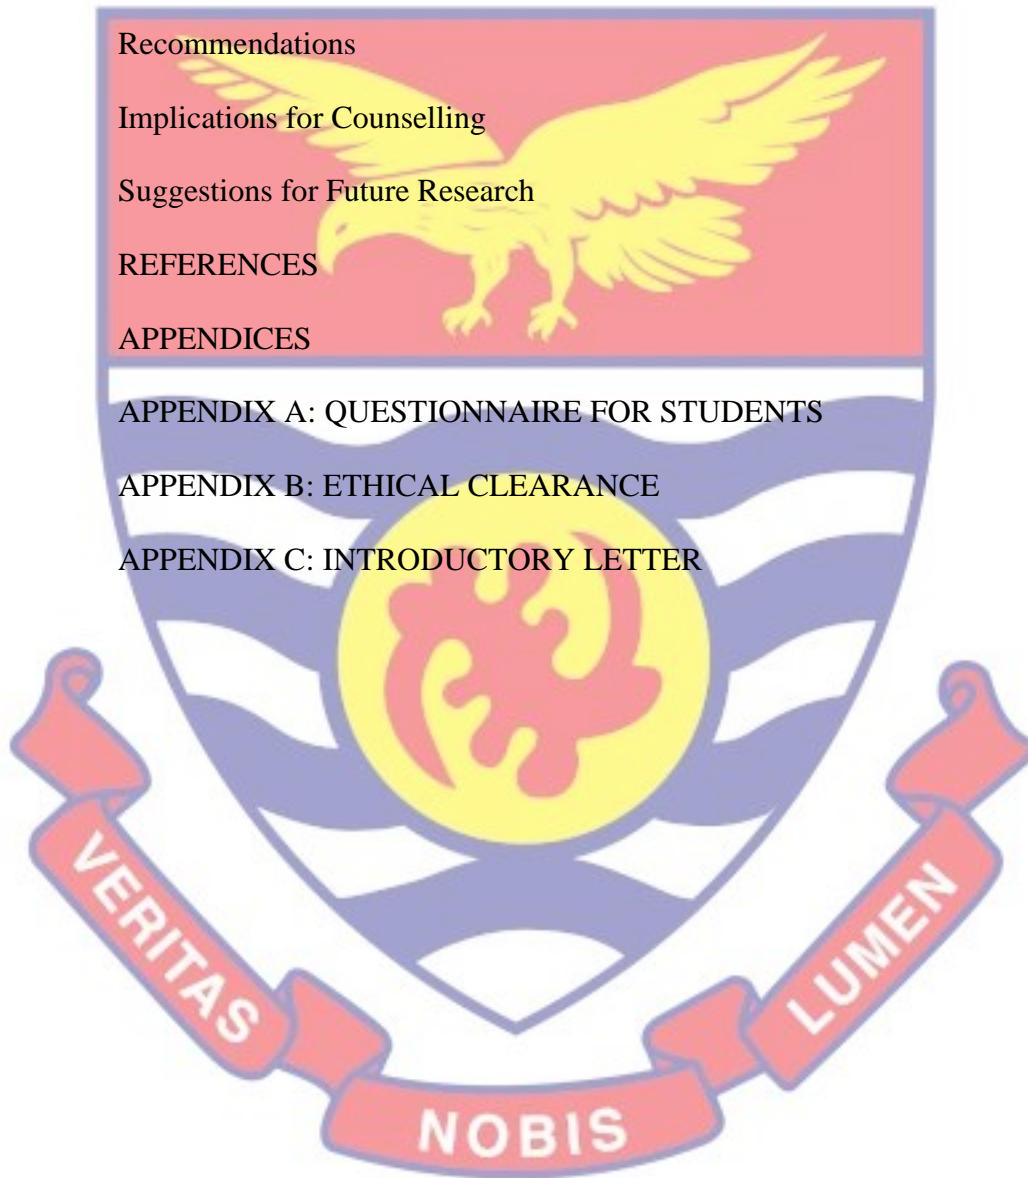 Recommendations
Implications for Counselling
Suggestions for Future Research
REFERENCES
APPENDICES
APPENDIX A: QUESTIONNAIRE FOR STUDENTS
APPENDIX B: ETHICAL CLEARANCE
APPENDIX C: INTRODUCTORY LETTER
VERITAS
NOBIS
LUMEN